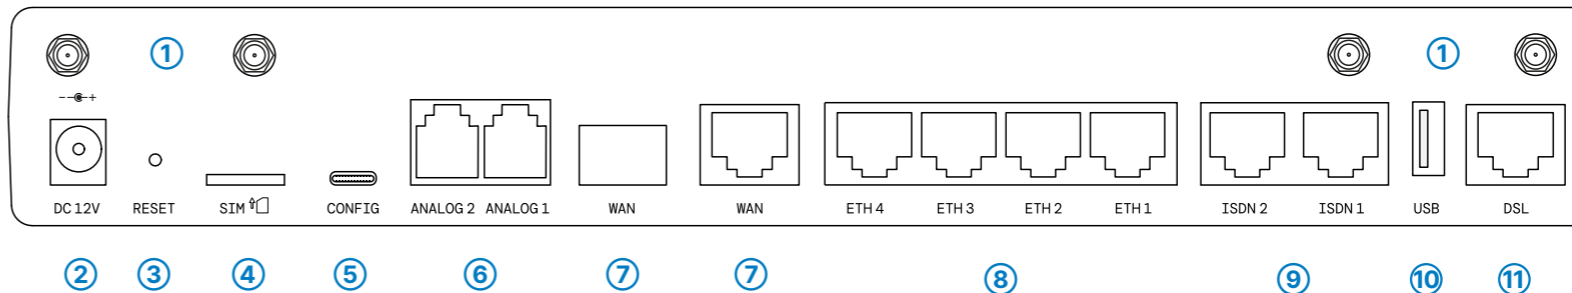 ① ①
DC 12V RESET SIM CONFIG ANALOG 2 ANALOG 1 WAN WAN ETH 4 ETH 3 ETH 2 ETH 1 ISDN 2 ISDN 1 USB DSL
② ③ ④ ⑤ ⑥ ⑦ ⑦ ⑧ ⑨ ⑩ ⑪